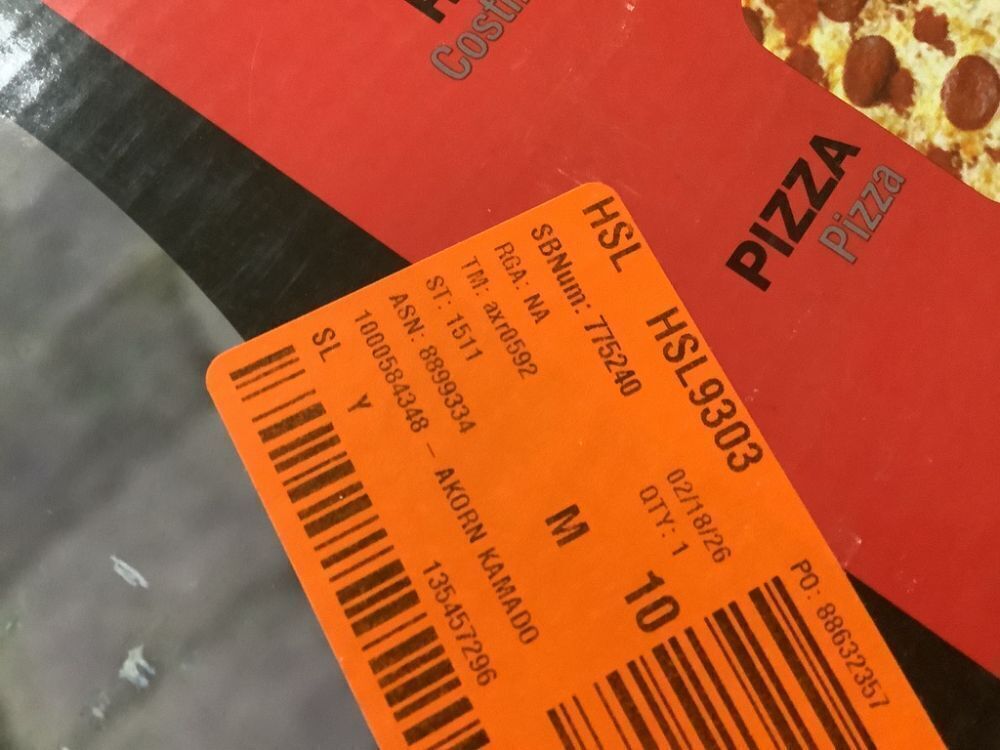 Costil
PIZZA
Pizza
HSL HSL9303
SBNum: 775240 02/18/26 PO: 88632357
RGA: NA QTY: 1
TM: axr0592
ST: 1511 M 10
ASN: 8899334
1000584348 - AKORN KAMADO
SL Y 135457296